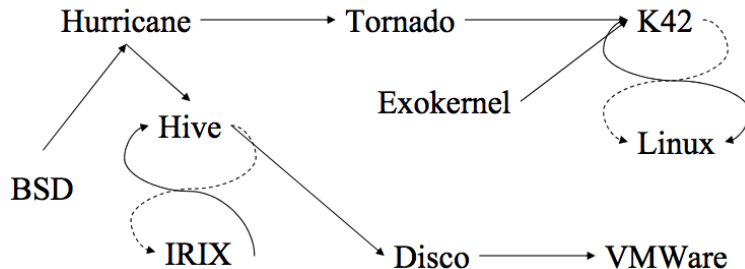 Hurricane
Tornado
K42
Exokernel
Hive
Linux
BSD
IRIX
Disco
VMWare